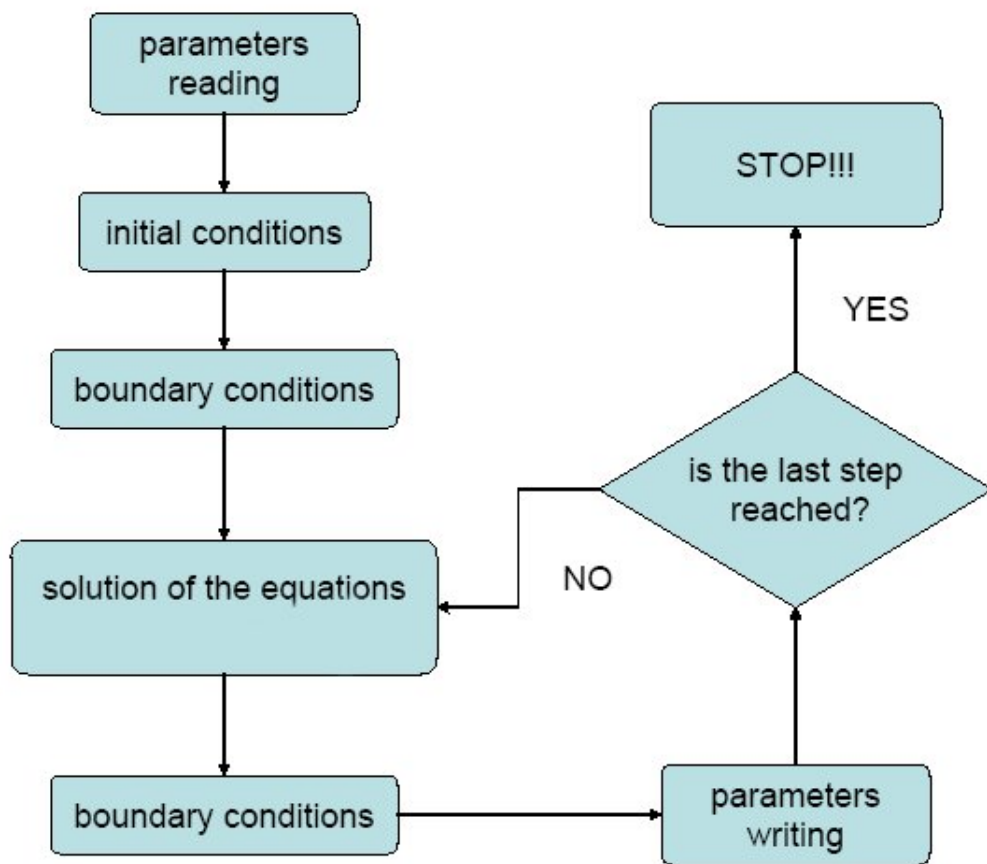 parameters
reading
initial conditions
boundary conditions
solution of the equations
boundary conditions
parameters
writing
is the last step
reached?
NO
YES
STOP!!!